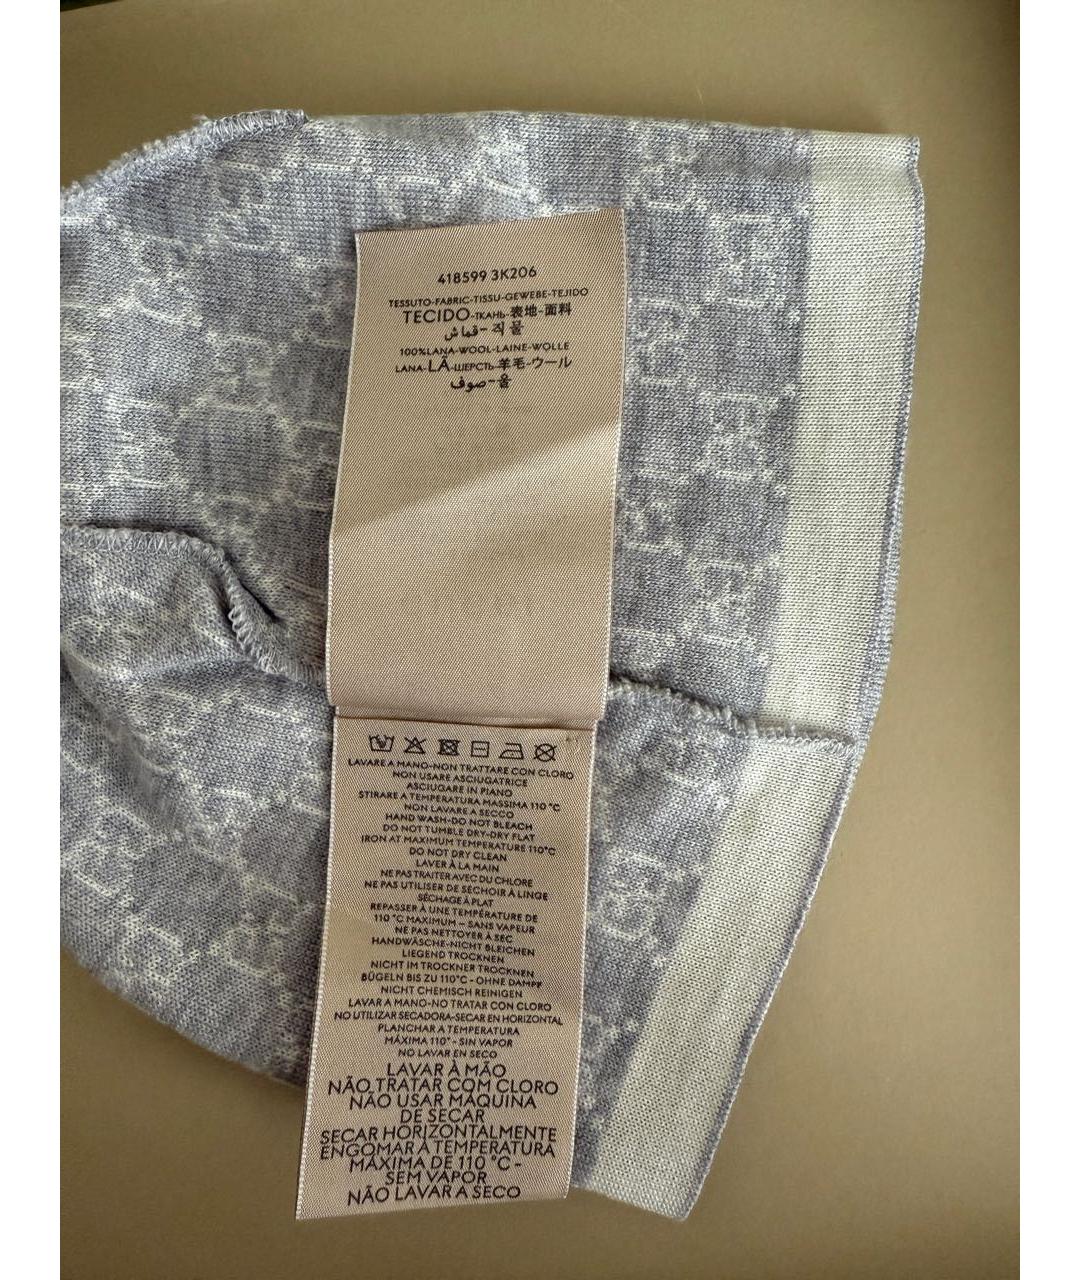 418599 3K206
TESSUTO-FABRIC-TISSU-GEWEBE-TEJIDO
TECIDO-ТКАНЬ-表地-面料
قماش-직물
100%LANA-WOOL-LAINE-WOLLE
LANA-LÃ-ШЕРСТЬ-羊毛-ウール
صوف-울
LAVARE A MANO-NON TRATTARE CON CLORO
NON USARE ASCIUGATRICE
ASCIUGARE IN PIANO
STIRARE A TEMPERATURA MASSIMA 110 °C
NON LAVARE A SECCO
HAND WASH-DO NOT BLEACH
DO NOT TUMBLE DRY-DRY FLAT
IRON AT MAXIMUM TEMPERATURE 110°C
DO NOT DRY CLEAN
LAVER À LA MAIN
NE PAS TRAITER AVEC DU CHLORE
NE PAS UTILISER DE SÉCHOIR À LINGE
SÉCHAGE À PLAT
REPASSER À UNE TEMPÉRATURE DE
110 °C MAXIMUM – SANS VAPEUR
NE PAS NETTOYER À SEC
HANDWÄSCHE-NICHT BLEICHEN
LIEGEND TROCKNEN
NICHT IM TROCKNER TROCKNEN
BÜGELN BIS ZU 110°C - OHNE DAMPF
NICHT CHEMISCH REINIGEN
LAVAR A MANO-NO TRATAR CON CLORO
NO UTILIZAR SECADORA-SECAR EN HORIZONTAL
PLANCHAR A TEMPERATURA
MÁXIMA 110° - SIN VAPOR
NO LAVAR EN SECO
LAVAR À MÃO
NÃO TRATAR COM CLORO
NÃO USAR MÁQUINA
DE SECAR
SECAR HORIZONTALMENTE
ENGOMAR À TEMPERATURA
MÁXIMA DE 110 °C -
SEM VAPOR
NÃO LAVAR A SECO